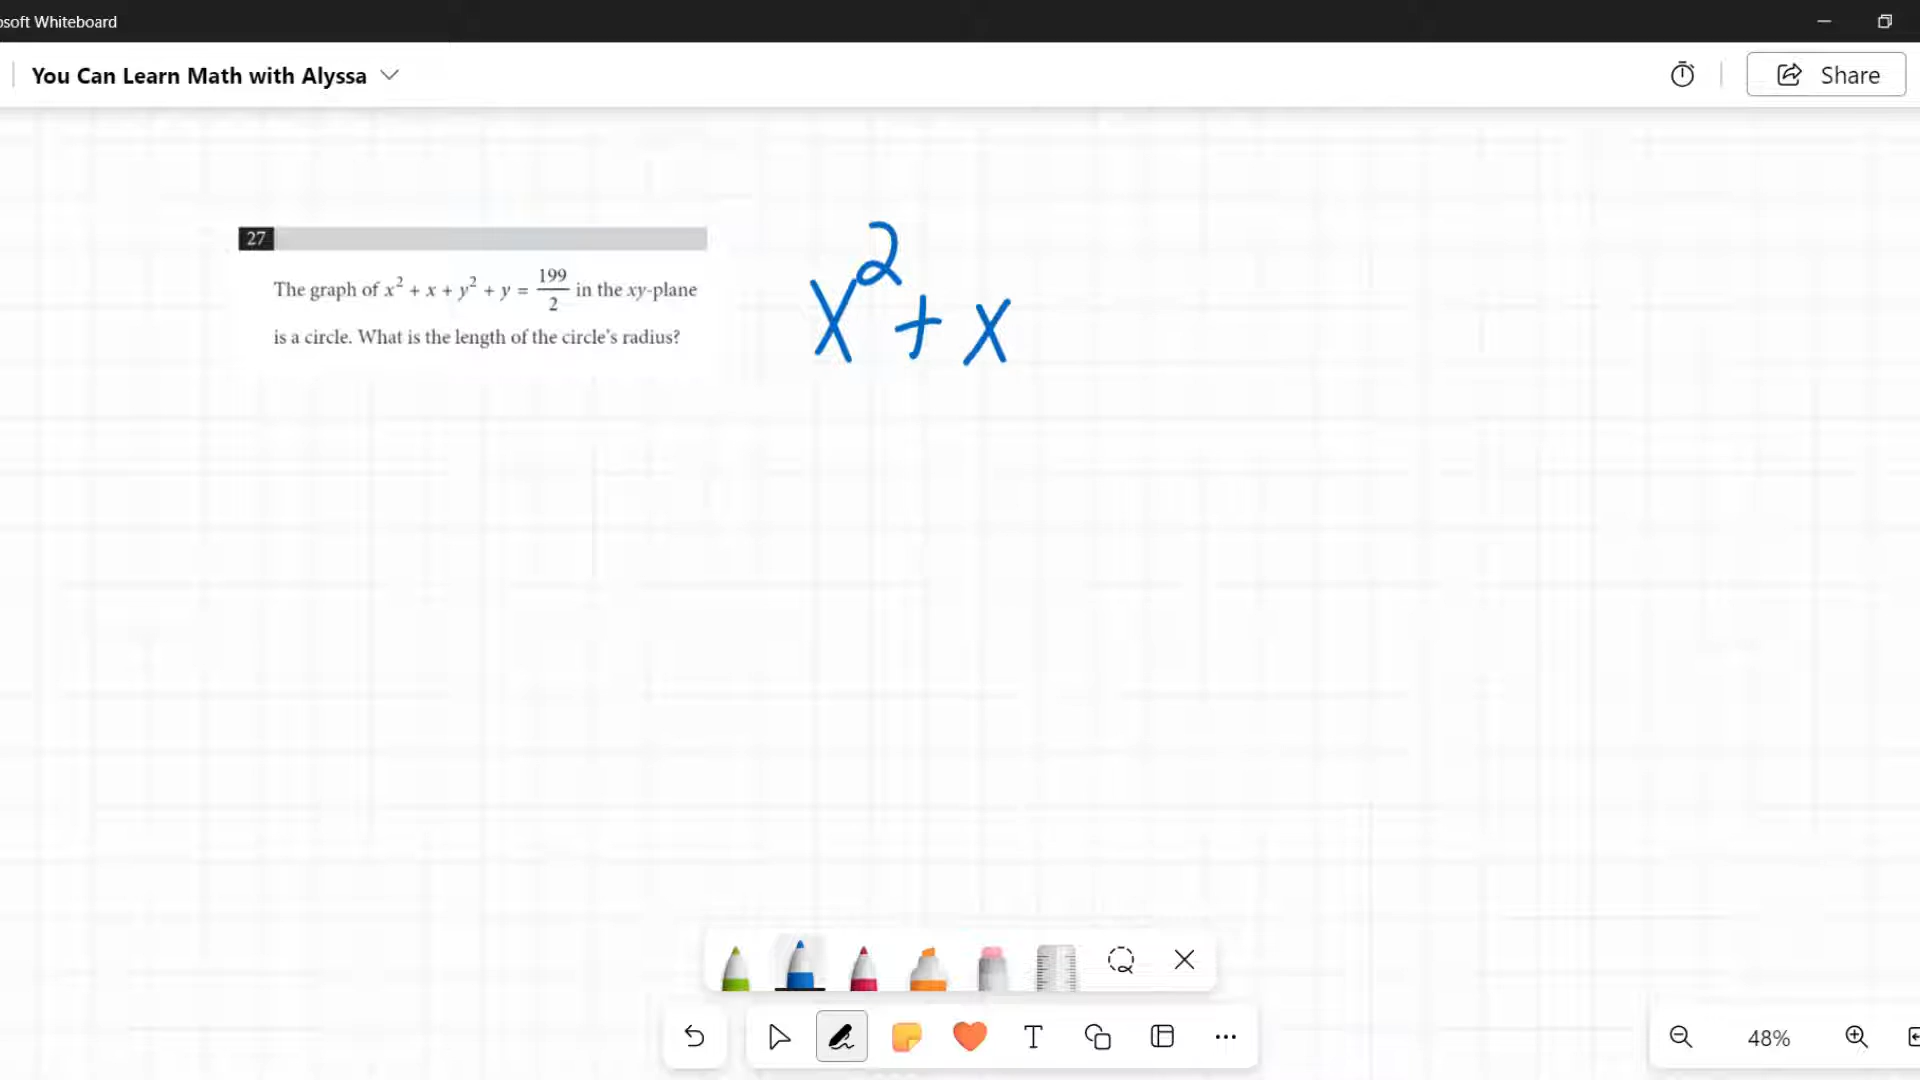 osoft Whiteboard
You Can Learn Math with Alyssa
Share
27
The graph of x² + x + y² + y = 199/2 in the xy-plane
is a circle. What is the length of the circle's radius?
x² + x
T
48%